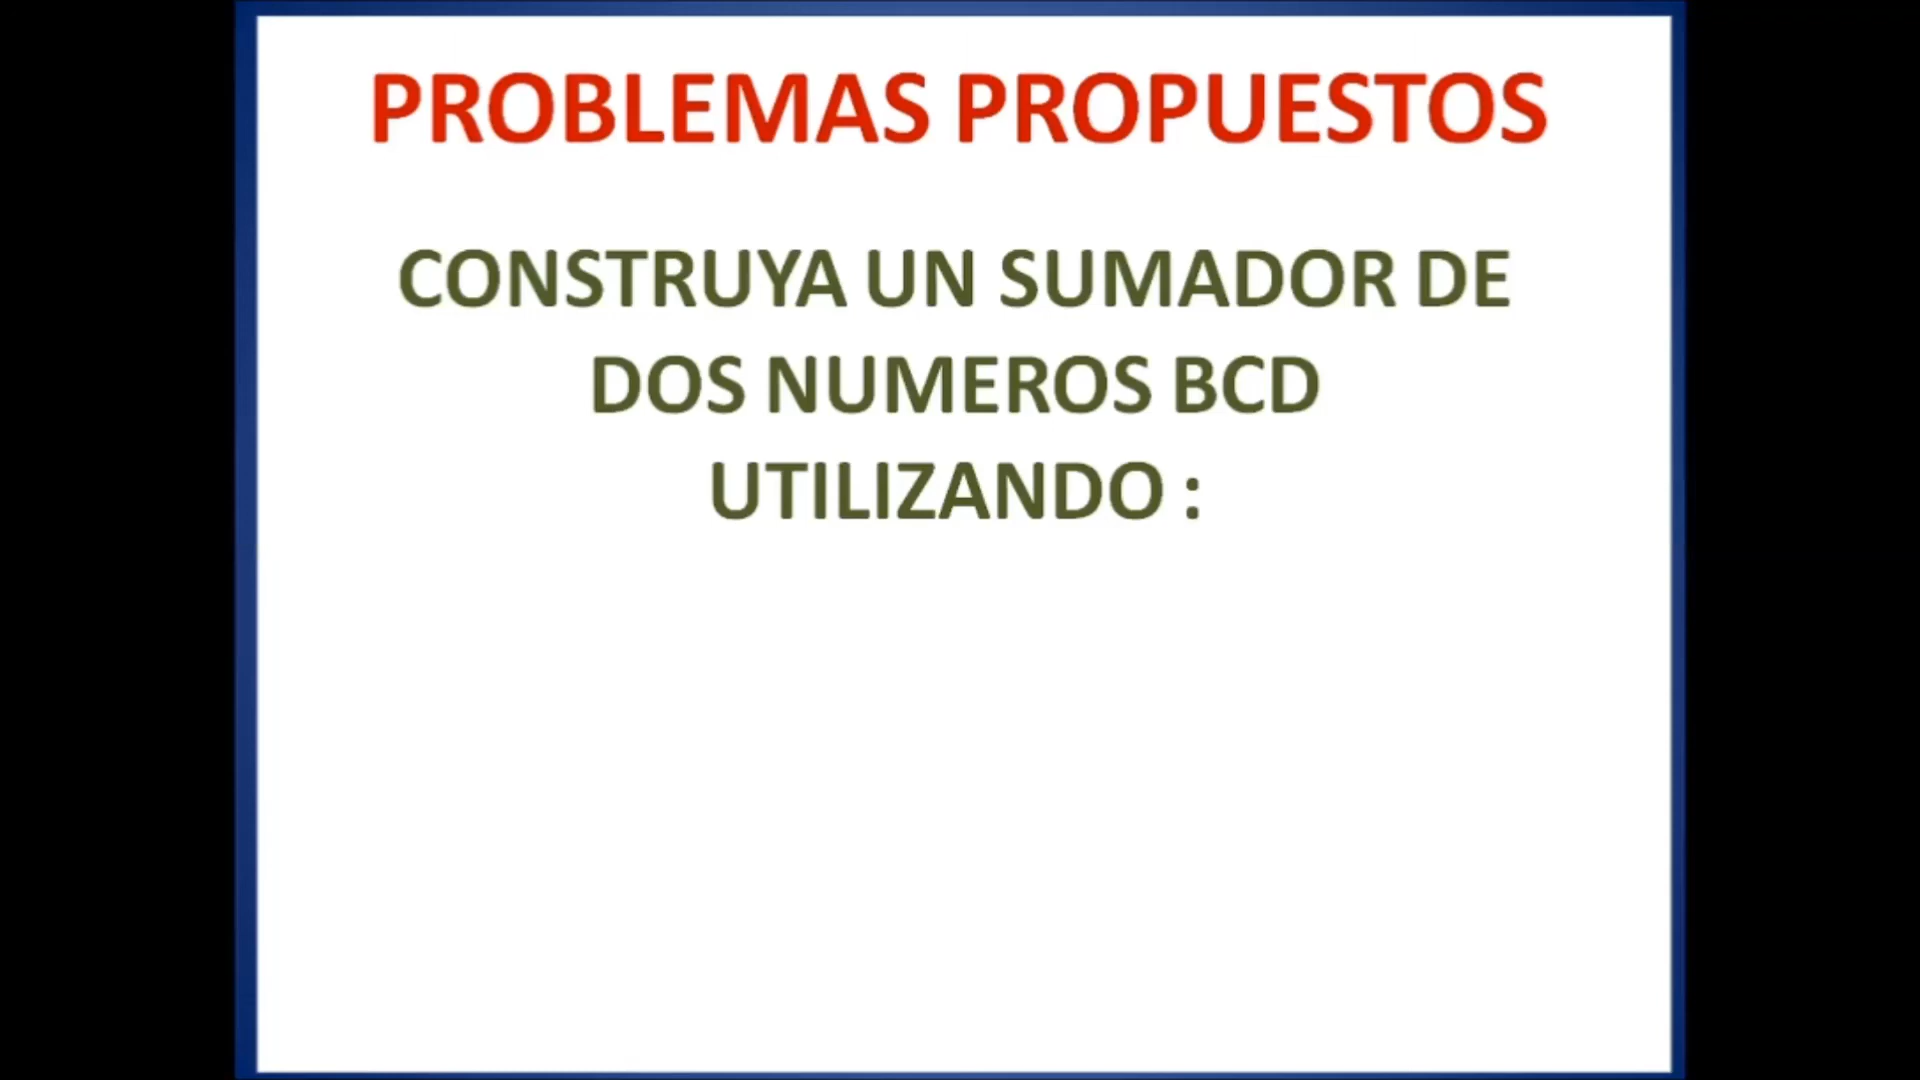 PROBLEMAS PROPUESTOS
CONSTRUYA UN SUMADOR DE
DOS NUMEROS BCD
UTILIZANDO :